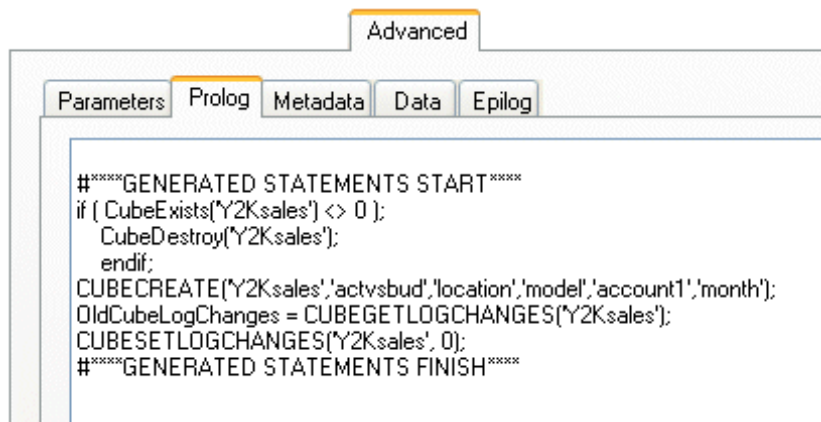 Advanced
Parameters Prolog Metadata Data Epilog
#****GENERATED STATEMENTS START****
if ( CubeExists('Y2Ksales') <> 0 );
CubeDestroy('Y2Ksales');
endif;
CUBECREATE('Y2Ksales','actvsbud','location','model','account1','month');
OldCubeLogChanges = CUBEGETLOGCHANGES('Y2Ksales');
CUBESETLOGCHANGES('Y2Ksales', 0);
#****GENERATED STATEMENTS FINISH****